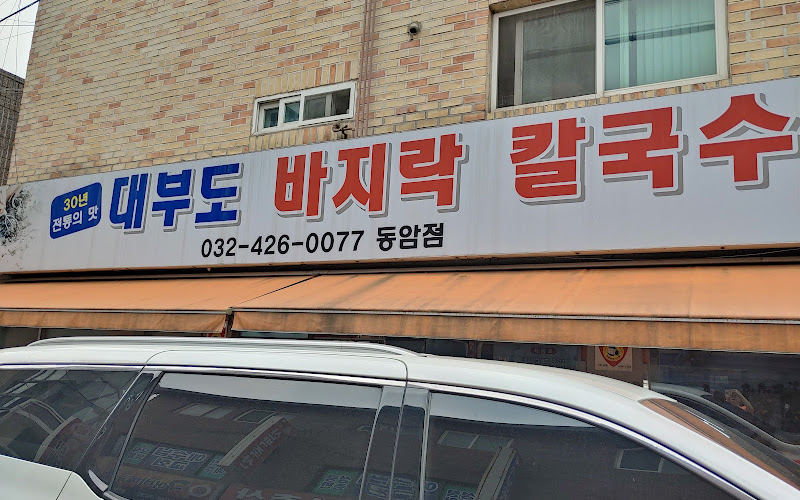 30년
전통의 맛
대부도 바지락 칼국수
032-426-0077 동암점